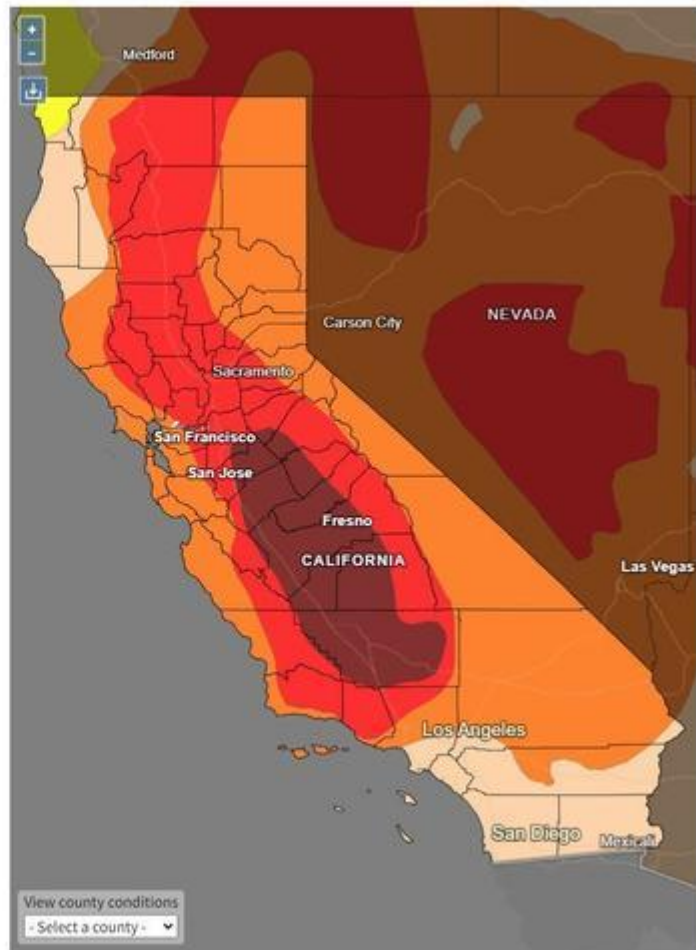 +
-
Medford
Carson City
NEVADA
Sacramento
San Francisco
San Jose
Fresno
CALIFORNIA
Las Vegas
Los Angeles
San Diego
Mexicali
View county conditions
- Select a county -